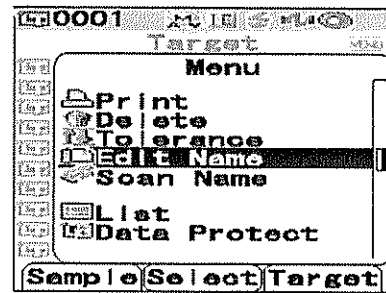 0001
Target
Menu
Print
Delete
Tolerance
Edit Name
Scan Name
List
Data Protect
Sample Select Target